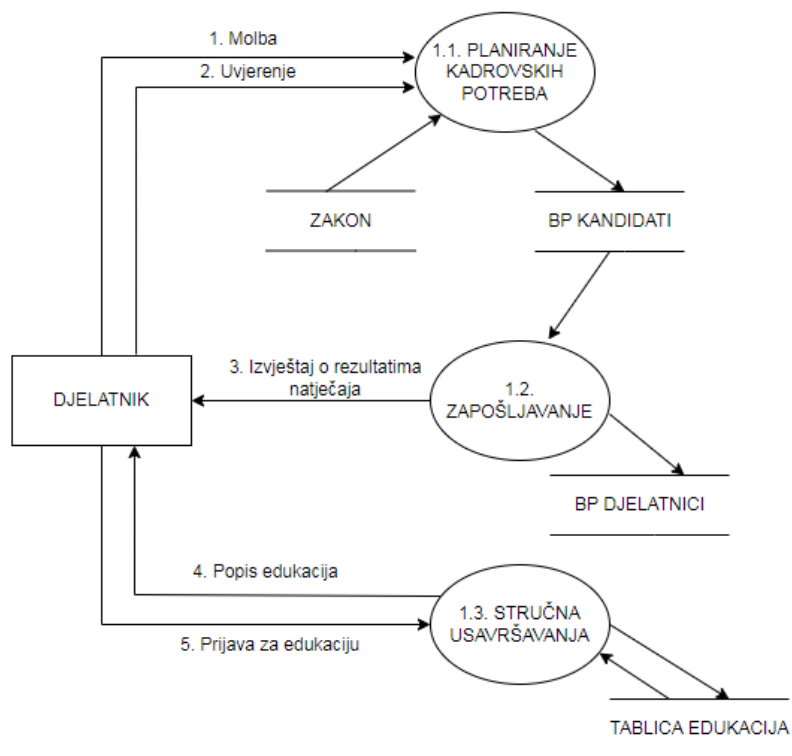 1. Molba
2. Uvjerenje
1.1. PLANIRANJE
KADROVSKIH
POTREBA
ZAKON
BP KANDIDATI
DJELATNIK
3. Izvještaj o rezultatima
natječaja
1.2.
ZAPOŠLJAVANJE
BP DJELATNICI
4. Popis edukacija
1.3. STRUČNA
USAVRŠAVANJA
5. Prijava za edukaciju
TABLICA EDUKACIJA